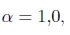 α = 1,0,